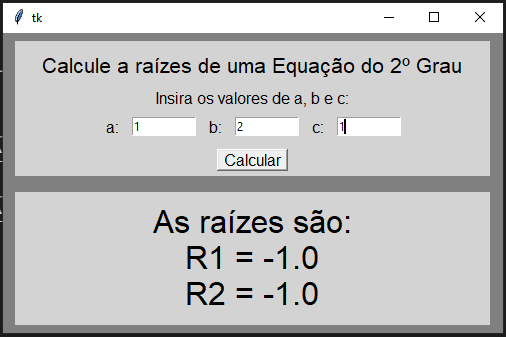 tk
Calcule a raízes de uma Equação do 2º Grau
Insira os valores de a, b e c:
a: 1 b: 2 c: 1
Calcular
As raízes são:
R1 = -1.0
R2 = -1.0